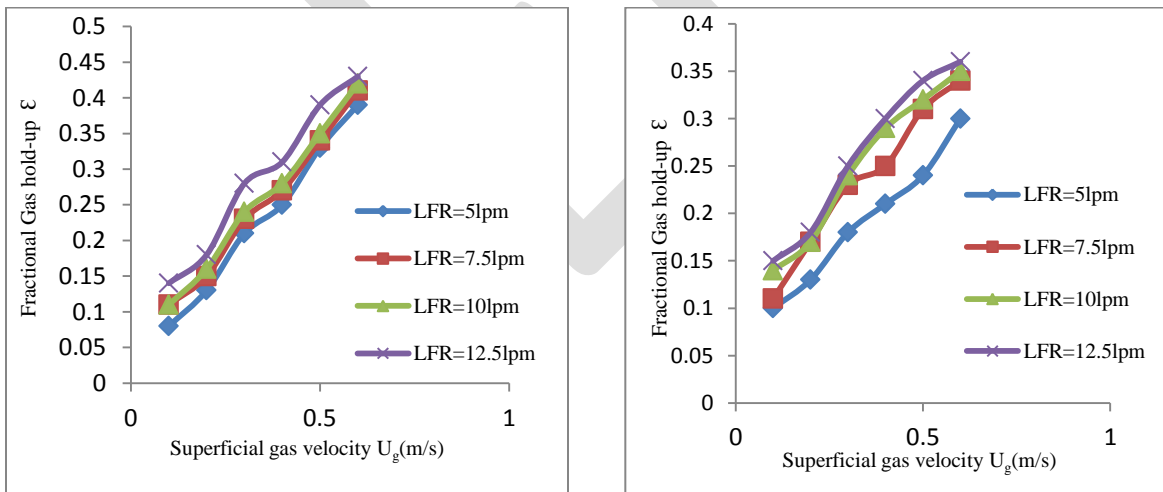 0.5
0.45
0.4
0.35
0.3
0.25
0.2
0.15
0.1
0.05
0
0
0.5
1
Fractional Gas hold-up Ɛ
Superficial gas velocity Ug(m/s)
LFR=5lpm
LFR=7.5lpm
LFR=10lpm
LFR=12.5lpm
0.4
0.35
0.3
0.25
0.2
0.15
0.1
0.05
0
0
0.5
1
Fractional Gas hold-up Ɛ
Superficial gas velocity Ug(m/s)
LFR=5lpm
LFR=7.5lpm
LFR=10lpm
LFR=12.5lpm